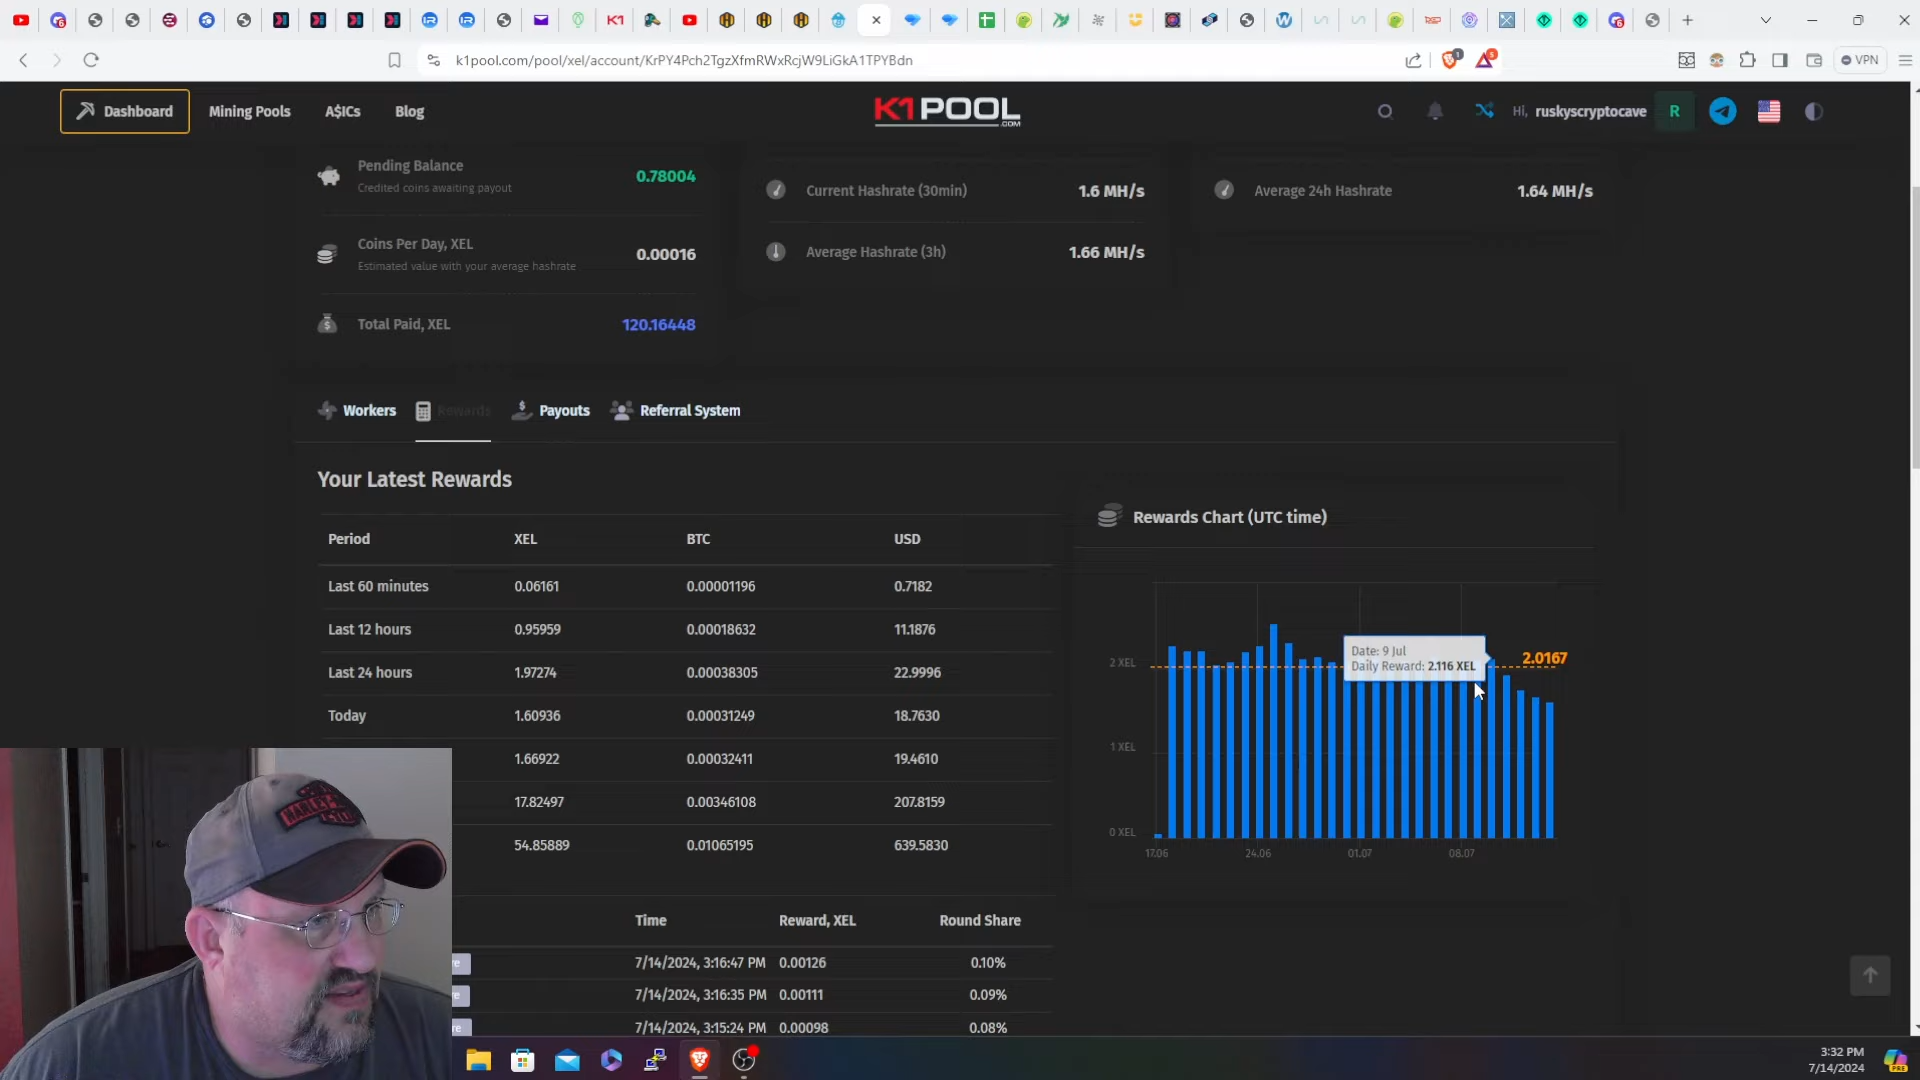 k1pool.com/pool/xel/account/KrPY4Pch2TgzXfmRWxRcjW9LiGkA1TPYBdn
VPN
Dashboard
Mining Pools
A$ICs
Blog
K1POOL
.COM
Hi, ruskyscryptocave
R
Pending Balance
Credited coins awaiting payout
0.78004
Coins Per Day, XEL
Estimated value with your average hashrate
0.00016
Total Paid, XEL
120.16448
Current Hashrate (30min)
1.6 MH/s
Average Hashrate (3h)
1.66 MH/s
Average 24h Hashrate
1.64 MH/s
Workers
Rewards
Payouts
Referral System
Your Latest Rewards
Period XEL BTC USD
Last 60 minutes 0.06161 0.00001196 0.7182
Last 12 hours 0.95959 0.00018632 11.1876
Last 24 hours 1.97274 0.00038305 22.9996
Today 1.60936 0.00031249 18.7630
1.66922 0.00032411 19.4610
17.82497 0.00346108 207.8159
54.85889 0.01065195 639.5830
Time Reward, XEL Round Share
7/14/2024, 3:16:47 PM 0.00126 0.10%
7/14/2024, 3:16:35 PM 0.00111 0.09%
7/14/2024, 3:15:24 PM 0.00098 0.08%
Rewards Chart (UTC time)
Date: 9 Jul
Daily Reward: 2.116 XEL
2.0167
2 XEL
1 XEL
0 XEL
17.06
24.06
01.07
08.07
HARLEY
3:32 PM
7/14/2024